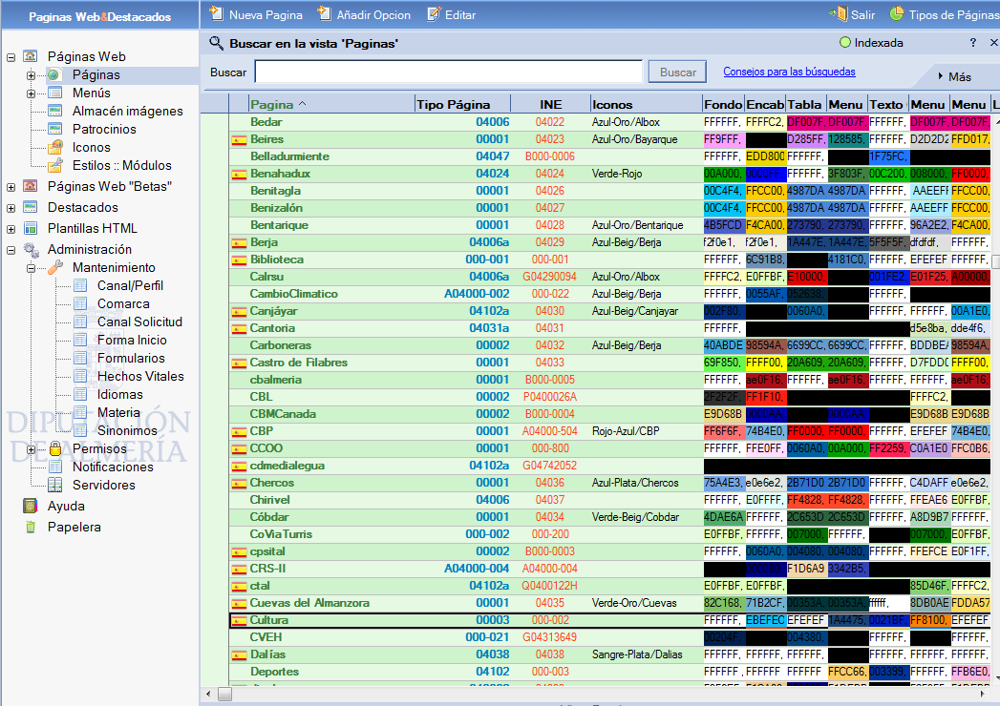 Paginas Web&Destacados
Nueva Pagina Añadir Opcion Editar Salir Tipos de Páginas
Buscar en la vista 'Paginas' Indexada ? ×
Buscar Buscar Consejos para las búsquedas Más
Páginas Web
Páginas
Menús
Almacén imágenes
Patrocinios
Iconos
Estilos :: Módulos
Páginas Web "Betas"
Destacados
Plantillas HTML
Administración
Mantenimiento
Canal/Perfil
Comarca
Canal Solicitud
Forma Inicio
Formularios
Hechos Vitales
Idiomas
Materia
Sinonimos
Permisos
Notificaciones
Servidores
Ayuda
Papelera
DIPUTACIÓN
DE ALMERÍA
Pagina Tipo Página INE Iconos Fondo Encab Tabla Menu Texto Menu Menu L
Bedar 04006 04022 Azul-Oro/Albox FFFFFF, FFFFC2, DF007F, DF007F, FFFFFF, DF007F, DF007F,
Beires 00001 04023 Azul-Oro/Bayarque FF9FFF, D285FF, 128585, FFFFFF, D2D2D2 FFD017,
Belladurmiente 04047 B000-0006 FFFFFF, EDD800 FFFFFF, 1F75FC,
Benahadux 04024 04024 Verde-Rojo 00A000, FFFFFF, 3F803F, 00C200, 008000, FF0000,
Benitagla 00001 04026 00C4F4, FFCC00, 4987DA 4987DA FFFFFF, AAEEFF FFCC00,
Benizalón 00001 04027 00C4F4, FFCC00, 4987DA 4987DA FFFFFF, AAEEFF FFCC00,
Bentarique 00001 04028 Azul-Oro/Bentarique 4B5FCD F4CA00, 273790, 273790, FFFFFF, 96A2E2, F4CA00,
Berja 04006a 04029 Azul-Beig/Berja f2f0e1, f2f0e1, 1A447E, 1A447E, 5F5F5F, dfdfdf, FFFFFF,
Biblioteca 000-001 000-001 FFFFFF, 6C91B8, 4181C0, FFFFFF, EFEFEF FFFFFF,
Calrsu 04006a G04290094 Azul-Oro/Albox FFFFC2, E0FFBF, E10000, 001FE2, E01F25, A00000,
CambioClimatico A04000-002 000-022 Azul-Beig/Berja FFFFFF, 0055AF, 052638, FFFFFF,
Canjáyar 04102a 04030 Azul-Beig/Canjayar 002F80, 0060A0, FFFFFF, FFFFFF, 00A1E0,
Cantoria 04031a 04031 FFFFFF, d5e8ba, dde4f6,
Carboneras 00002 04032 Azul-Beig/Berja 40ABDE 98594A, 6699CC, 6699CC, FFFFFF, BDDBEA 98594A,
Castro de Filabres 00001 04033 69F850, FFFF00, 20A609, 20A609, FFFFFF, D7FDD0 FFFF00,
cbalmeria 00001 B000-0005 FFFFFF, ae0F16, FFFFFF, ae0F16, FFFFFF, FFFFFF, ae0F16,
CBL 00002 P0400026A 2F2F2F, FF1F10, FFFFC2,
CBMCanada 00002 B000-0004 E9D68B FFFFFF, E9D68B E9D68B
CBP 00001 A04000-504 Rojo-Azul/CBP FF6F6F, 74B4E0, FF0000, FF0000, FFFFFF, EFEFEF 74B4E0,
CCOO 00001 000-800 FFFFFF, FFE0FF, 0060A0, 00A000, FF2259, C0A1E0 FFC0B6,
cdmedialegua 04102a G04742052
Chercos 00001 04036 Azul-Plata/Chercos 75A4E3, e0e6e2, 2B71D0 2B71D0 FFFFFF, C4DAFF e0e6e2,
Chirivel 04006 04037 FFFFFF, E0FFFF, FF4828, FF4828, FFFFFF, FFEAE6 E0FFBF,
Cóbdar 00001 04034 Verde-Beig/Cobdar 4DAE6A FFFFFF, 2C653D 2C653D FFFFFF, A8D9B7 FFFFFF,
CoViaTurris 000-002 000-200 E0FFBF, FFFFFF, 007000, FFFFFF, 007000, E0FFBF,
cpsital 00002 B000-0003 FFFFFF, 0060A0, 004080, 004080, FFFFFF, FFEFCE E0F1FF,
CRS-II A04000-004 A04000-004 F1D6A9 3342B5,
ctal 04102a Q0400122H E0FFBF, E0FFBF, 85D46F, FFFFC2,
Cuevas del Almanzora 00001 04035 Verde-Oro/Cuevas 82C168, 71B2CF, 00353A, 00353A, ffffff, 8DB0AE FDDA57
Cultura 00003 000-002 FFFFFF, EBEFEC EFEFEF 1A4475, 0021BF, FF8100, EFEFEF
CVEH 000-021 G04313649 00204F, 004380, FFFFFF, FFFFFF,
Dalías 04038 04038 Sangre-Plata/Dalias FFFFFF, FFFFFF, FFFFFF, FFFFFF, FFFFFF, FFFFFF,
Deportes 04102 000-003 FFFFFF, FFFFFF, FFFFFF, FFCC66, 003399, FFFFFF, FFB6E0,